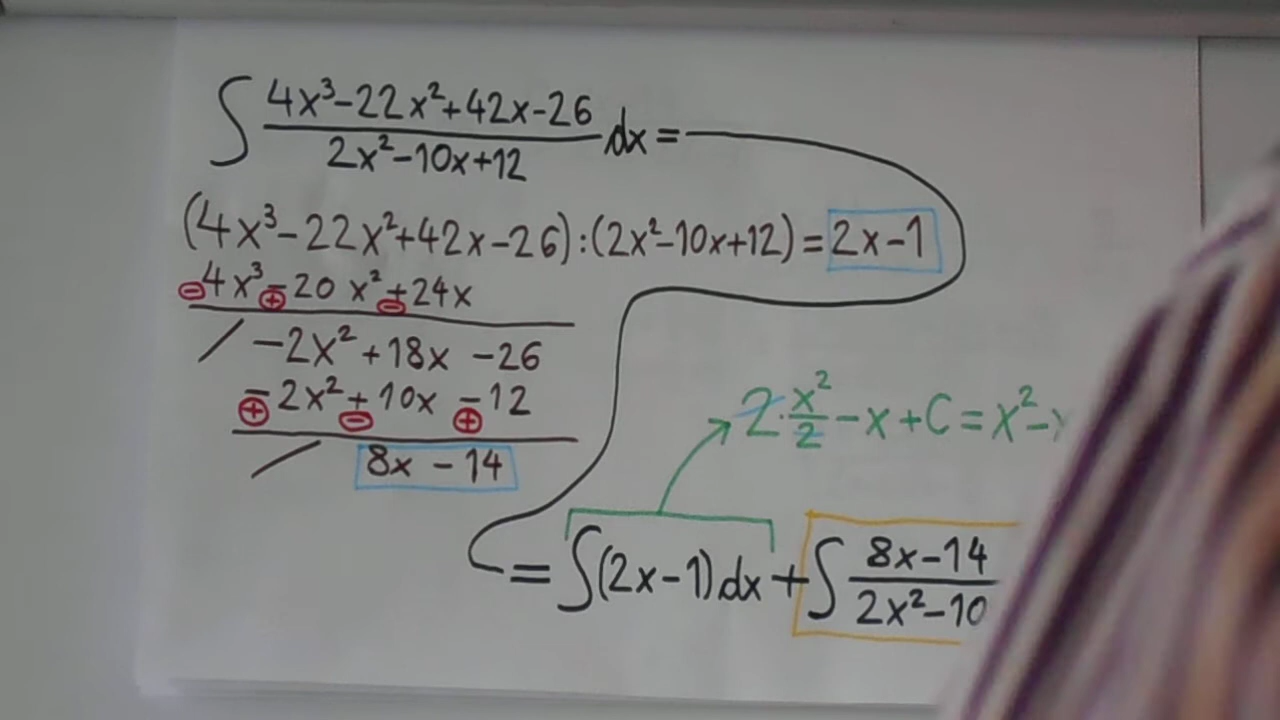 ∫ (4x³-22x²+42x-26)/(2x²-10x+12) dx =
(4x³-22x²+42x-26):(2x²-10x+12)=2x-1
⊖4x³ ⊕-20x² ⊖+24x
/ -2x²+18x-26
⊕-2x² ⊖+10x ⊕-12
/ 8x-14
2·x²/2-x+C=x²-
=∫(2x-1)dx+∫ (8x-14)/(2x²-10